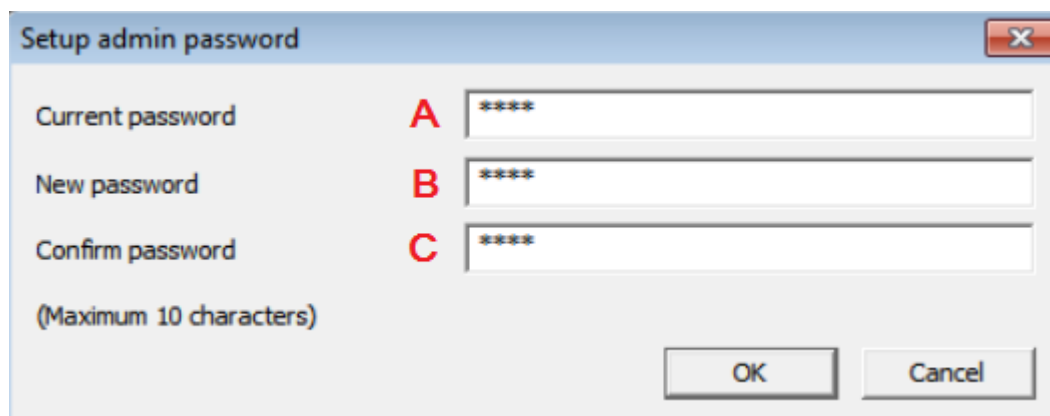 Setup admin password
Current password A ****
New password B ****
Confirm password C ****
(Maximum 10 characters)
OK Cancel